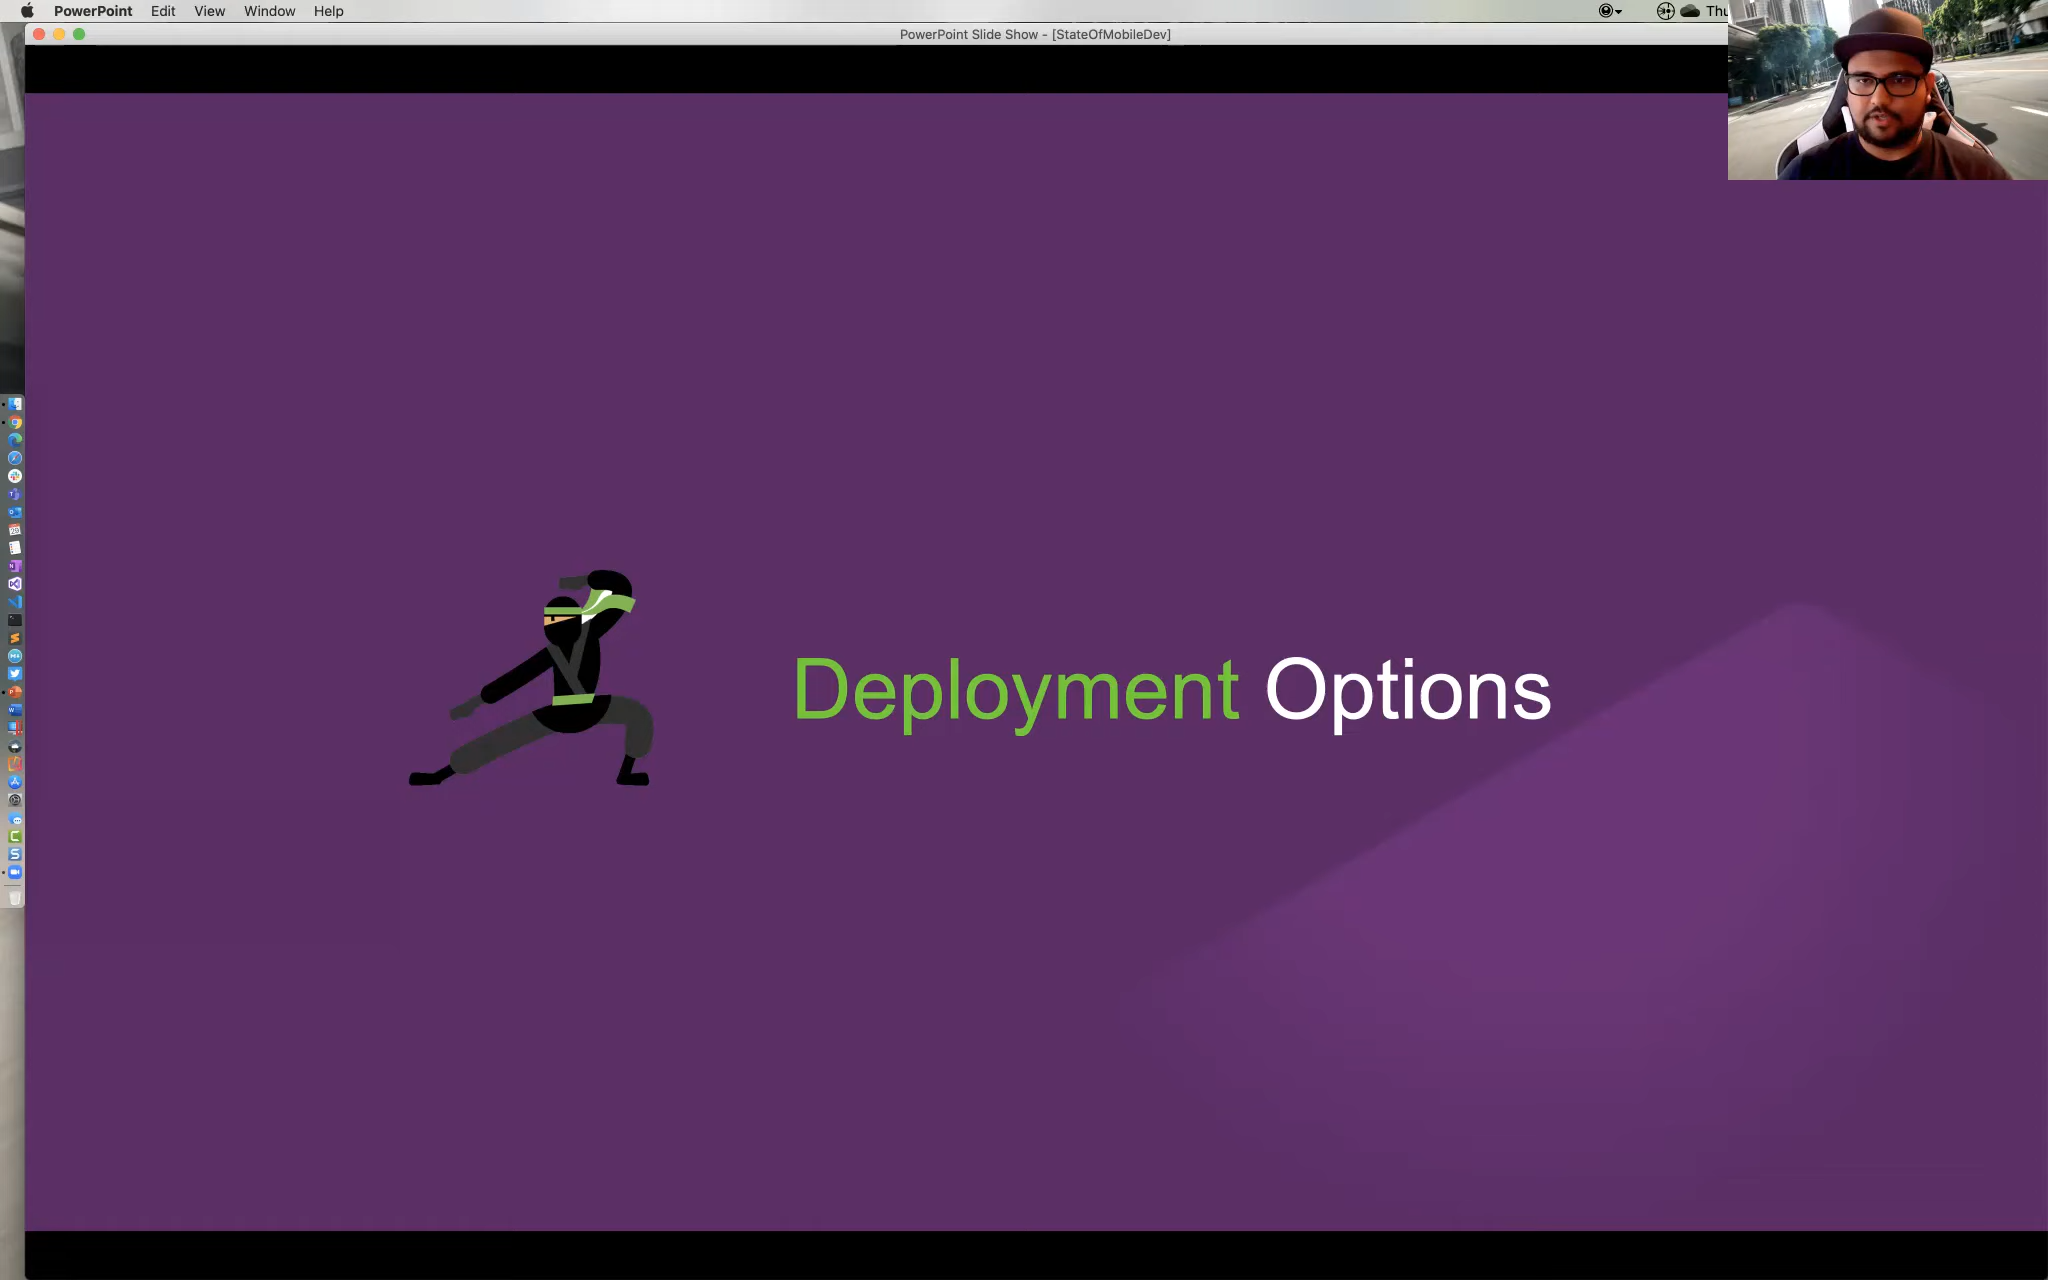 PowerPoint Edit View Window Help Thu
PowerPoint Slide Show - [StateOfMobileDev]
Deployment Options